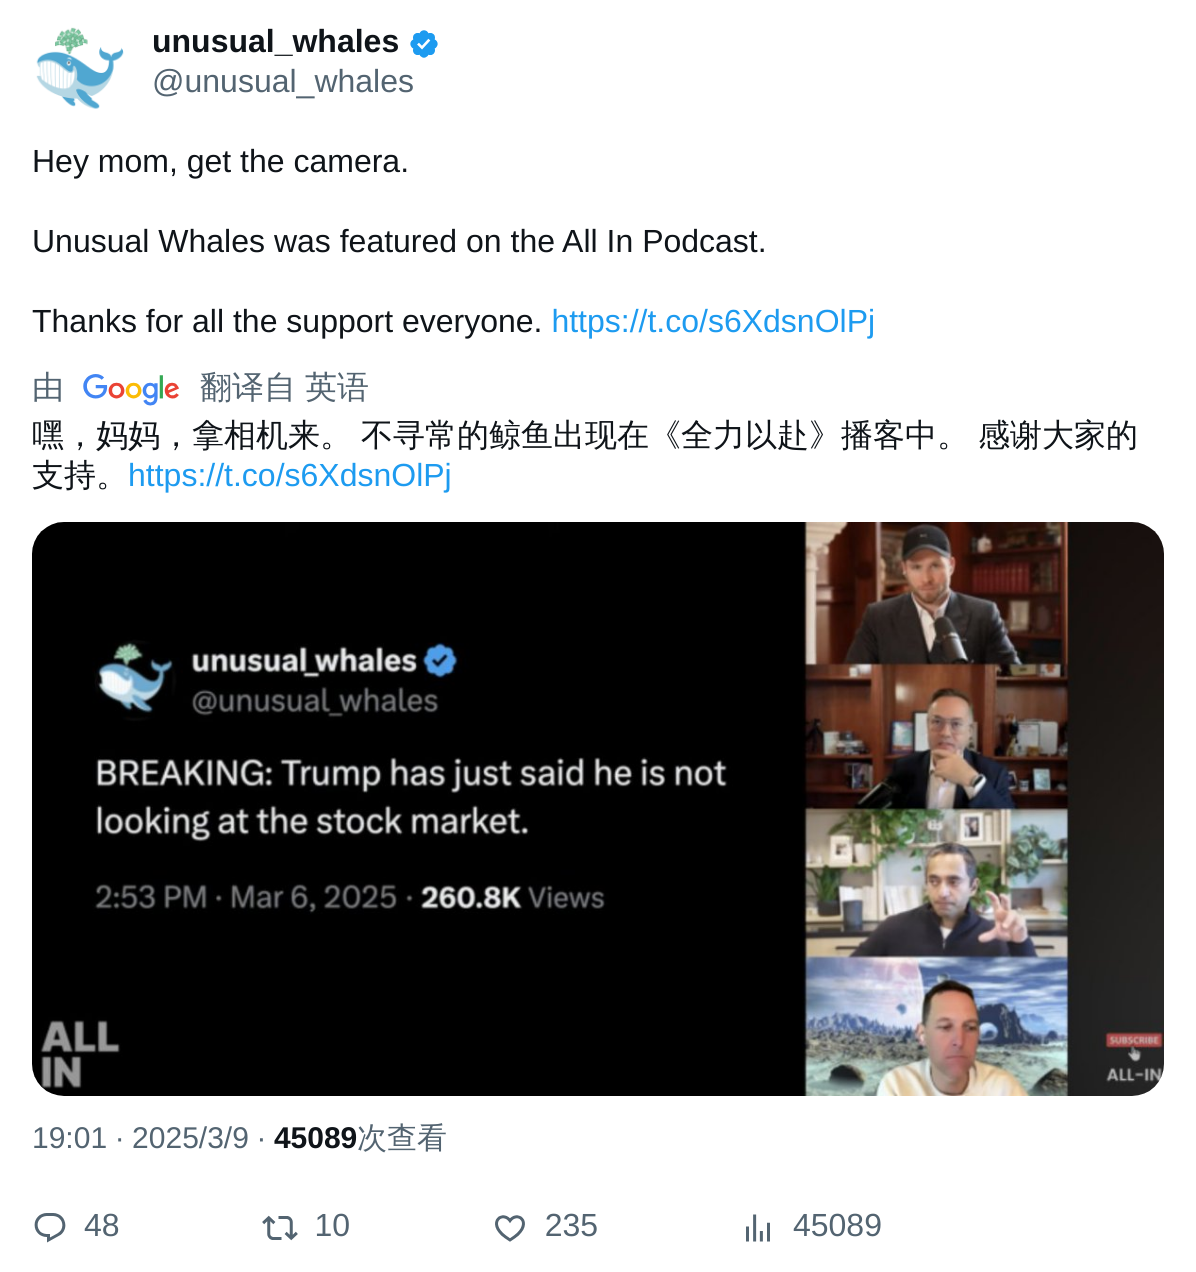 unusual_whales
@unusual_whales
Hey mom, get the camera.
Unusual Whales was featured on the All In Podcast.
Thanks for all the support everyone. https://t.co/s6XdsnOlPj
由 Google 翻译自 英语
嘿，妈妈，拿相机来。 不寻常的鲸鱼出现在《全力以赴》播客中。 感谢大家的
支持。https://t.co/s6XdsnOlPj
unusual_whales
@unusual_whales
BREAKING: Trump has just said he is not
looking at the stock market.
2:53 PM · Mar 6, 2025 · 260.8K Views
ALL
IN
SUBSCRIBE
ALL-IN
19:01 · 2025/3/9 · 45089次查看
48 10 235 45089